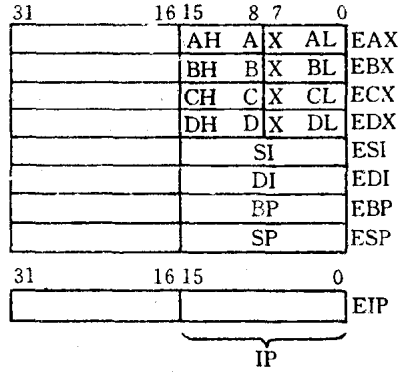 31 16 15 8 7 0
AH A X AL EAX
BH B X BL EBX
CH C X CL ECX
DH D X DL EDX
SI ESI
DI EDI
BP EBP
SP ESP
31 16 15 0
EIP
IP